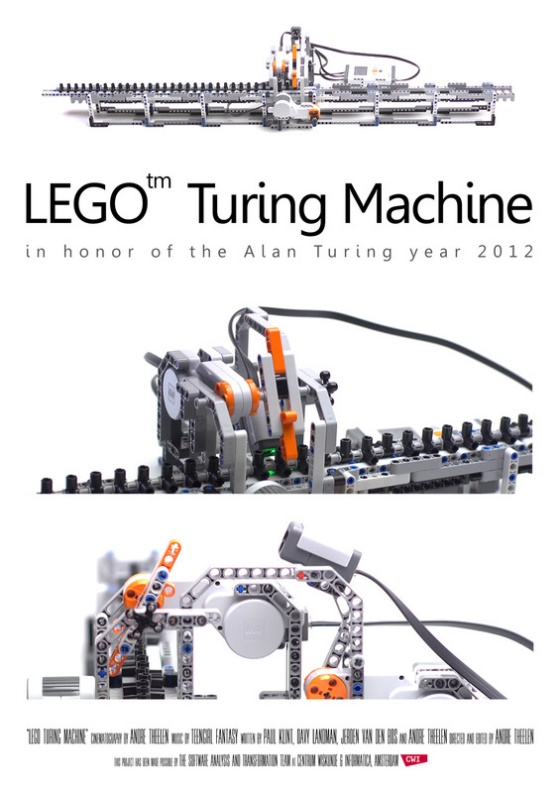 LEGO™ Turing Machine
in honor of the Alan Turing year 2012
"LEGO TURING MACHINE" CINEMATOGRAPHY BY ANDRE THEELEN MUSIC BY TEENGIRL FANTASY WRITTEN BY PAUL KLINT, DAVY LANDMAN, JEROEN VAN DEN BOS AND ANDRE THEELEN DIRECTED AND EDITED BY ANDRE THEELEN
THIS PROJECT HAS BEEN MADE POSSIBLE BY THE SOFTWARE ANALYSIS AND TRANSFORMATION TEAM AT CENTRUM WISKUNDE & INFORMATICA, AMSTERDAM CWI